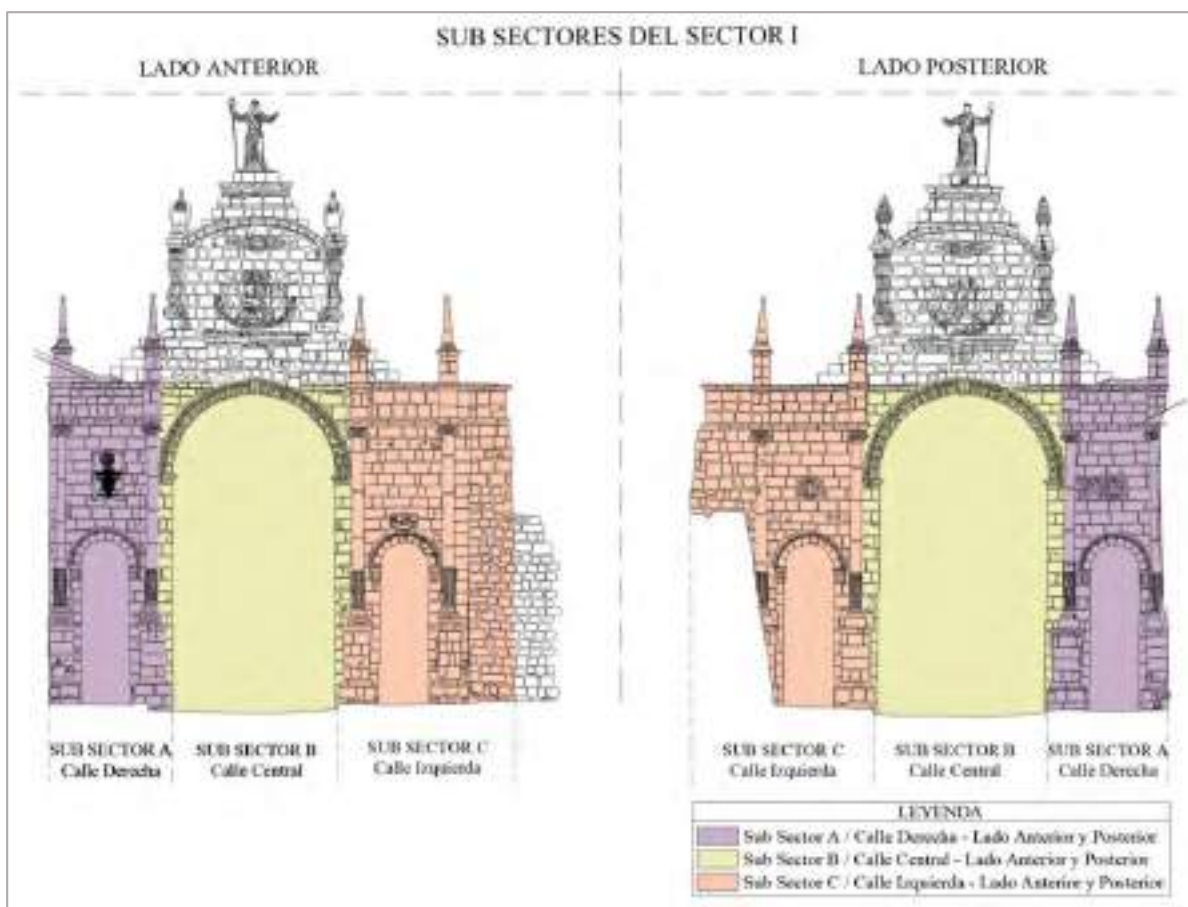 SUB SECTORES DEL SECTOR I
LADO ANTERIOR
LADO POSTERIOR
SUB SECTOR A
Calle Derecha
SUB SECTOR B
Calle Central
SUB SECTOR C
Calle Izquierda
SUB SECTOR C
Calle Izquierda
SUB SECTOR B
Calle Central
SUB SECTOR A
Calle Derecha
LEYENDA
Sub Sector A / Calle Derecha - Lado Anterior y Posterior
Sub Sector B / Calle Central - Lado Anterior y Posterior
Sub Sector C / Calle Izquierda - Lado Anterior y Posterior